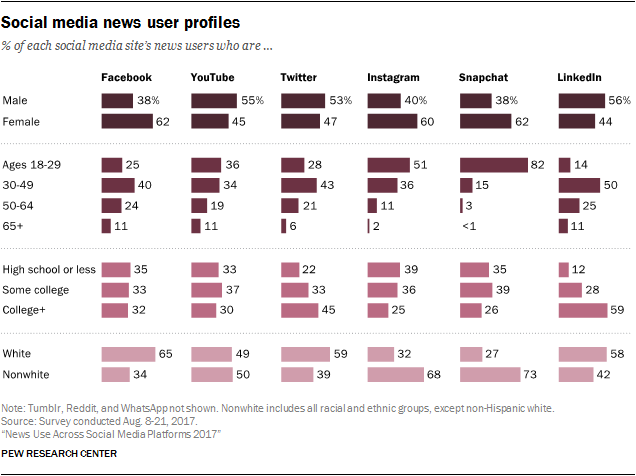 Social media news user profiles
% of each social media site's news users who are ...
Facebook YouTube Twitter Instagram Snapchat LinkedIn
Male 38% 55% 53% 40% 38% 56%
Female 62 45 47 60 62 44
Ages 18-29 25 36 28 51 82 14
30-49 40 34 43 36 15 50
50-64 24 19 21 11 3 25
65+ 11 11 6 2 <1 11
High school or less 35 33 22 39 35 12
Some college 33 37 33 36 39 28
College+ 32 30 45 25 26 59
White 65 49 59 32 27 58
Nonwhite 34 50 39 68 73 42
Note: Tumblr, Reddit, and WhatsApp not shown. Nonwhite includes all racial and ethnic groups, except non-Hispanic white.
Source: Survey conducted Aug. 8-21, 2017.
"News Use Across Social Media Platforms 2017"
PEW RESEARCH CENTER